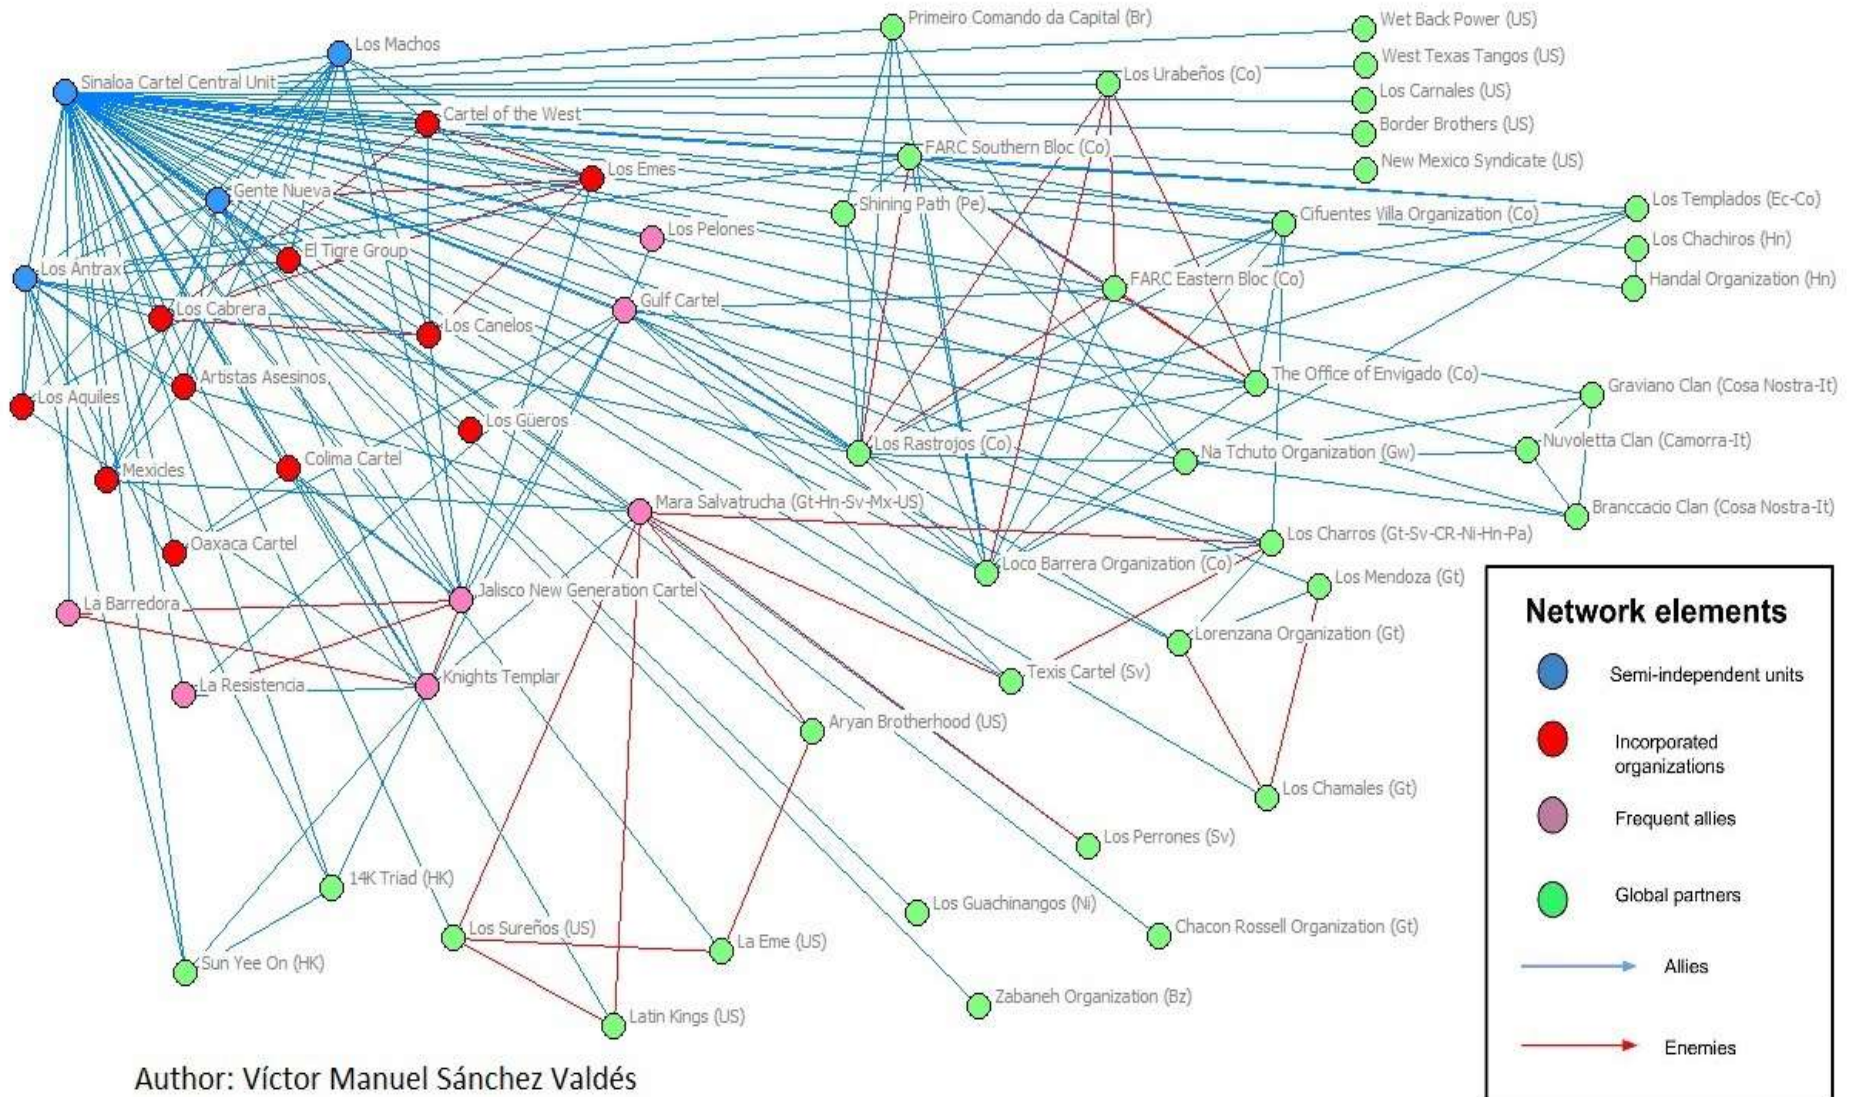 Primeiro Comando da Capital (Br)
Wet Back Power (US)
Los Machos
West Texas Tangos (US)
Sinaloa Cartel Central Unit
Los Urabeños (Co)
Los Carnales (US)
Cartel of the West
Border Brothers (US)
FARC Southern Bloc (Co)
New Mexico Syndicate (US)
Los Emes
Gente Nueva
Shining Path (Pe)
Los Templados (Ec-Co)
Cifuentes Villa Organization (Co)
Los Pelones
Los Chachiros (Hn)
El Tigre Group
Los Antrax
FARC Eastern Bloc (Co)
Handal Organization (Hn)
Gulf Cartel
Los Cabrera
Los Canelos
Artistas Asesinos
The Office of Envigado (Co)
Graviano Clan (Cosa Nostra-It)
Los Aquiles
Los Güeros
Los Rastrojos (Co)
Nuvoletta Clan (Camorra-It)
Na Tchuto Organization (Gw)
Colima Cartel
Mexicles
Mara Salvatrucha (Gt-Hn-Sv-Mx-US)
Branccacio Clan (Cosa Nostra-It)
Los Charros (Gt-Sv-CR-Ni-Hn-Pa)
Oaxaca Cartel
Loco Barrera Organization (Co)
Los Mendoza (Gt)
Jalisco New Generation Cartel
La Barredora
Lorenzana Organization (Gt)
Texis Cartel (Sv)
Knights Templar
La Resistencia
Aryan Brotherhood (US)
Los Chamales (Gt)
Los Perrones (Sv)
14K Triad (HK)
Los Guachinangos (Ni)
Los Sureños (US)
Chacon Rossell Organization (Gt)
La Eme (US)
Sun Yee On (HK)
Zabaneh Organization (Bz)
Latin Kings (US)
Network elements
Semi-independent units
Incorporated
organizations
Frequent allies
Global partners
Allies
Enemies
Author: Víctor Manuel Sánchez Valdés